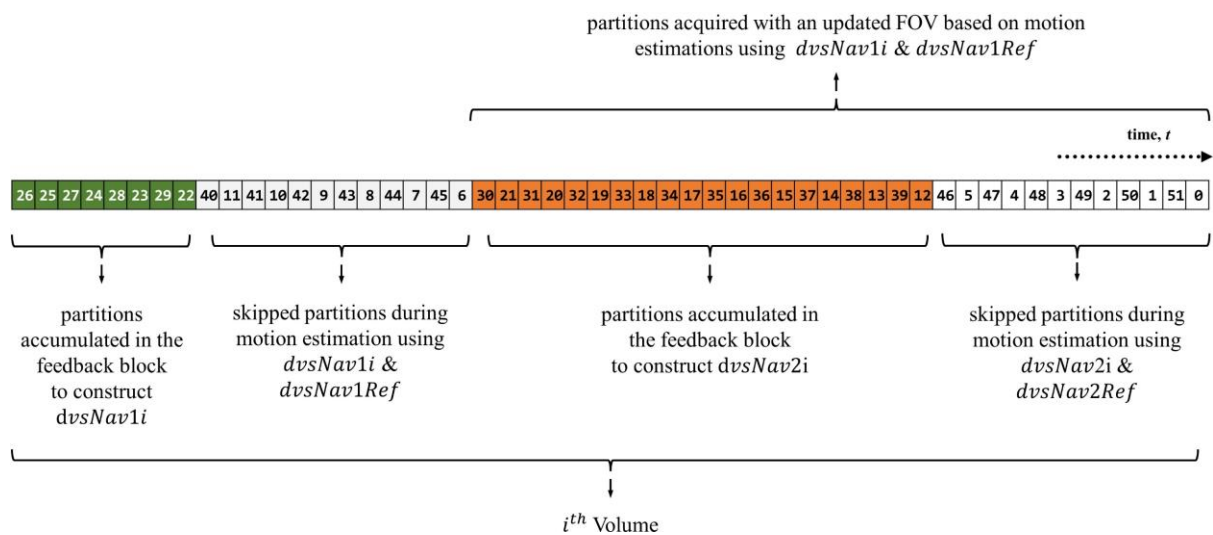 partitions acquired with an updated FOV based on motion
estimations using dvsNav1i & dvsNav1Ref
time, t
26 25 27 24 28 23 29 22 40 11 41 10 42 9 43 8 44 7 45 6 30 21 31 20 32 19 33 18 34 17 35 16 36 15 37 14 38 13 39 12 46 5 47 4 48 3 49 2 50 1 51 0
partitions
accumulated in the
feedback block
to construct
dvsNav1i
skipped partitions during
motion estimation using
dvsNav1i &
dvsNav1Ref
partitions accumulated in
the feedback block
to construct dvsNav2i
skipped partitions during
motion estimation using
dvsNav2i &
dvsNav2Ref
i^th Volume